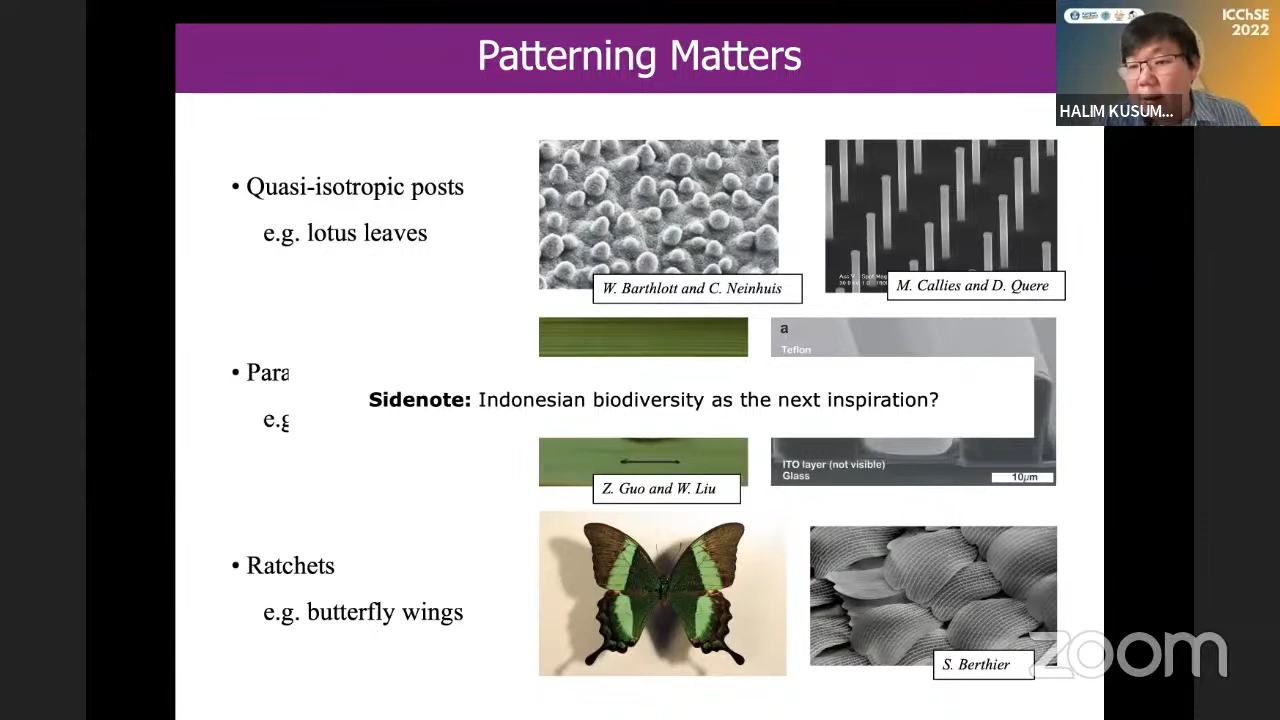 Patterning Matters
ICChSE
2022
HALIM KUSUM...
• Quasi-isotropic posts
e.g. lotus leaves
W. Barthlott and C. Neinhuis
M. Callies and D. Quere
a
Teflon
• Para
e.g
Sidenote: Indonesian biodiversity as the next inspiration?
ITO layer (not visible)
Glass
10µm
Z. Guo and W. Liu
• Ratchets
e.g. butterfly wings
S. Berthier
zoom